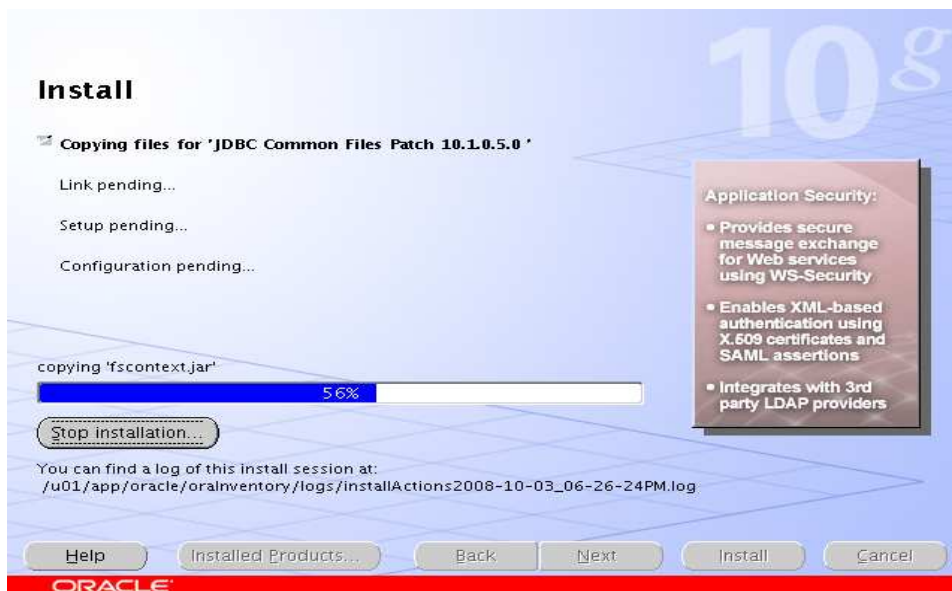 10g
Install
Copying files for 'JDBC Common Files Patch 10.1.0.5.0 '
Link pending...
Setup pending...
Configuration pending...
copying 'fscontext.jar'
56%
Stop installation...
You can find a log of this install session at:
/u01/app/oracle/oraInventory/logs/installActions2008-10-03_06-26-24PM.log
Application Security:
• Provides secure
message exchange
for Web services
using WS-Security
• Enables XML-based
authentication using
X.509 certificates and
SAML assertions
• Integrates with 3rd
party LDAP providers
Help
Installed Products...
Back
Next
Install
Cancel
ORACLE